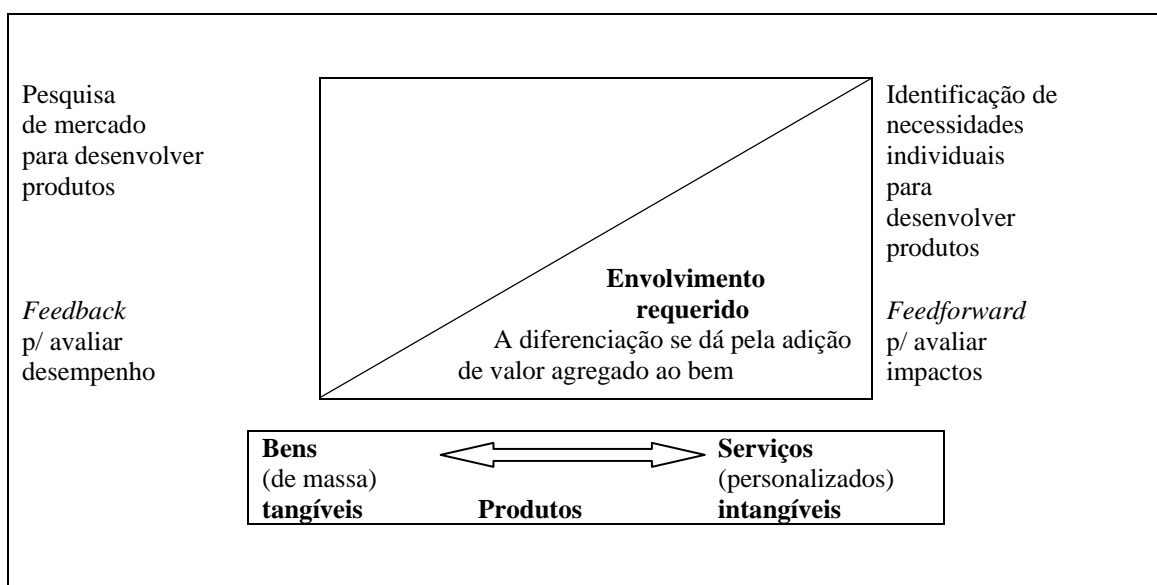 Pesquisa
de mercado
para desenvolver
produtos
Feedback
p/ avaliar
desempenho
Envolvimento
requerido
A diferenciação se dá pela adição
de valor agregado ao bem
Identificação de
necessidades
individuais
para
desenvolver
produtos
Feedforward
p/ avaliar
impactos
Bens Serviços
(de massa) (personalizados)
tangíveis Produtos intangíveis